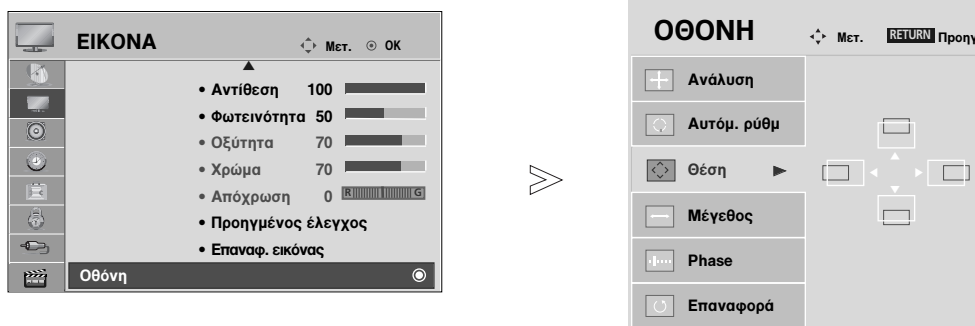 ΕΙΚΟΝΑ Μετ. OK
• Αντίθεση 100
• Φωτεινότητα 50
• Οξύτητα 70
• Χρώμα 70
• Απόχρωση 0 R G
• Προηγμένος έλεγχος
• Επαναφ. εικόνας
Οθόνη
ΟΘΟΝΗ Μετ. RETURN Προηγ
Ανάλυση
Αυτόμ. ρύθμ
Θέση
Μέγεθος
Phase
Επαναφορά